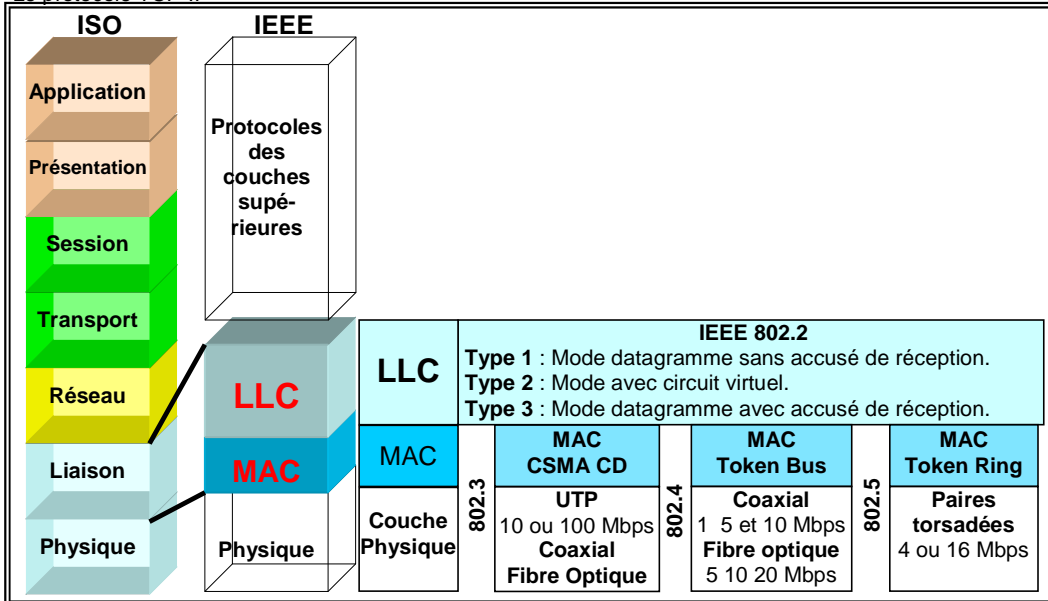 ISO
IEEE
Application
Présentation
Session
Transport
Réseau
Liaison
Physique
Protocoles
des
couches
supé-
rieures
LLC
MAC
Physique
LLC
IEEE 802.2
Type 1 : Mode datagramme sans accusé de réception.
Type 2 : Mode avec circuit virtuel.
Type 3 : Mode datagramme avec accusé de réception.
MAC
Couche
Physique
802.3
MAC
CSMA CD
UTP
10 ou 100 Mbps
Coaxial
Fibre Optique
802.4
MAC
Token Bus
Coaxial
1 5 et 10 Mbps
Fibre optique
5 10 20 Mbps
802.5
MAC
Token Ring
Paires
torsadées
4 ou 16 Mbps